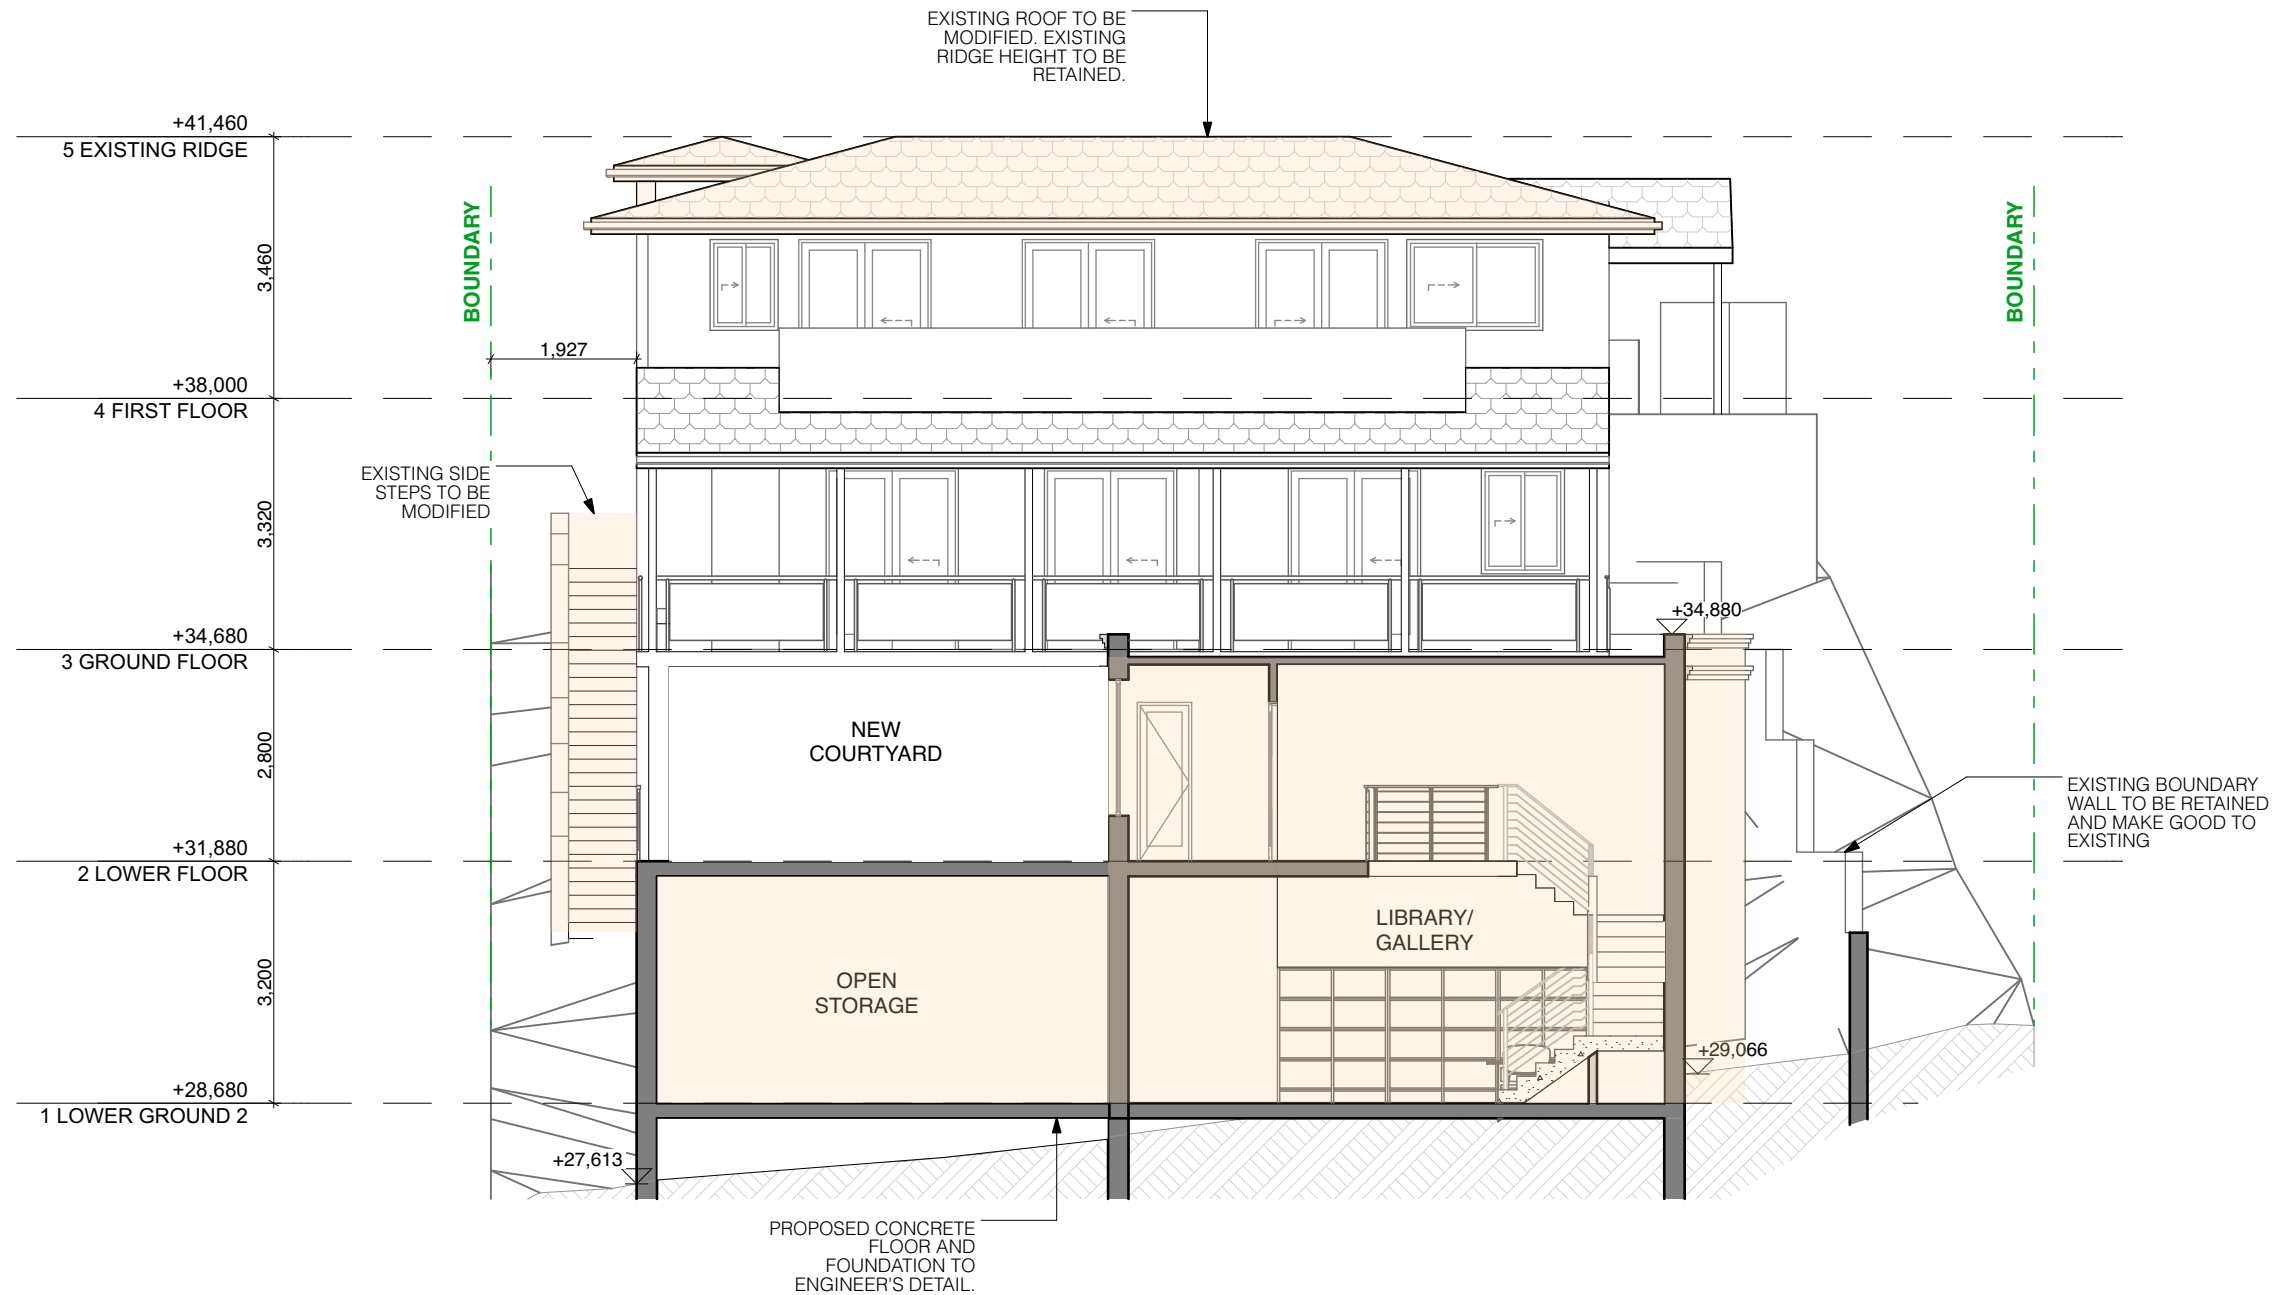 EXISTING ROOF TO BE
MODIFIED. EXISTING
RIDGE HEIGHT TO BE
RETAINED.
+41,460
5 EXISTING RIDGE
BOUNDARY
BOUNDARY
3,460
1,927
+38,000
4 FIRST FLOOR
EXISTING SIDE
STEPS TO BE
MODIFIED
3,320
+34,880
+34,680
3 GROUND FLOOR
NEW
COURTYARD
2,800
EXISTING BOUNDARY
WALL TO BE RETAINED
AND MAKE GOOD TO
EXISTING
+31,880
2 LOWER FLOOR
LIBRARY/
GALLERY
OPEN
STORAGE
3,200
+29,066
+28,680
1 LOWER GROUND 2
+27,613
PROPOSED CONCRETE
FLOOR AND
FOUNDATION TO
ENGINEER'S DETAIL.